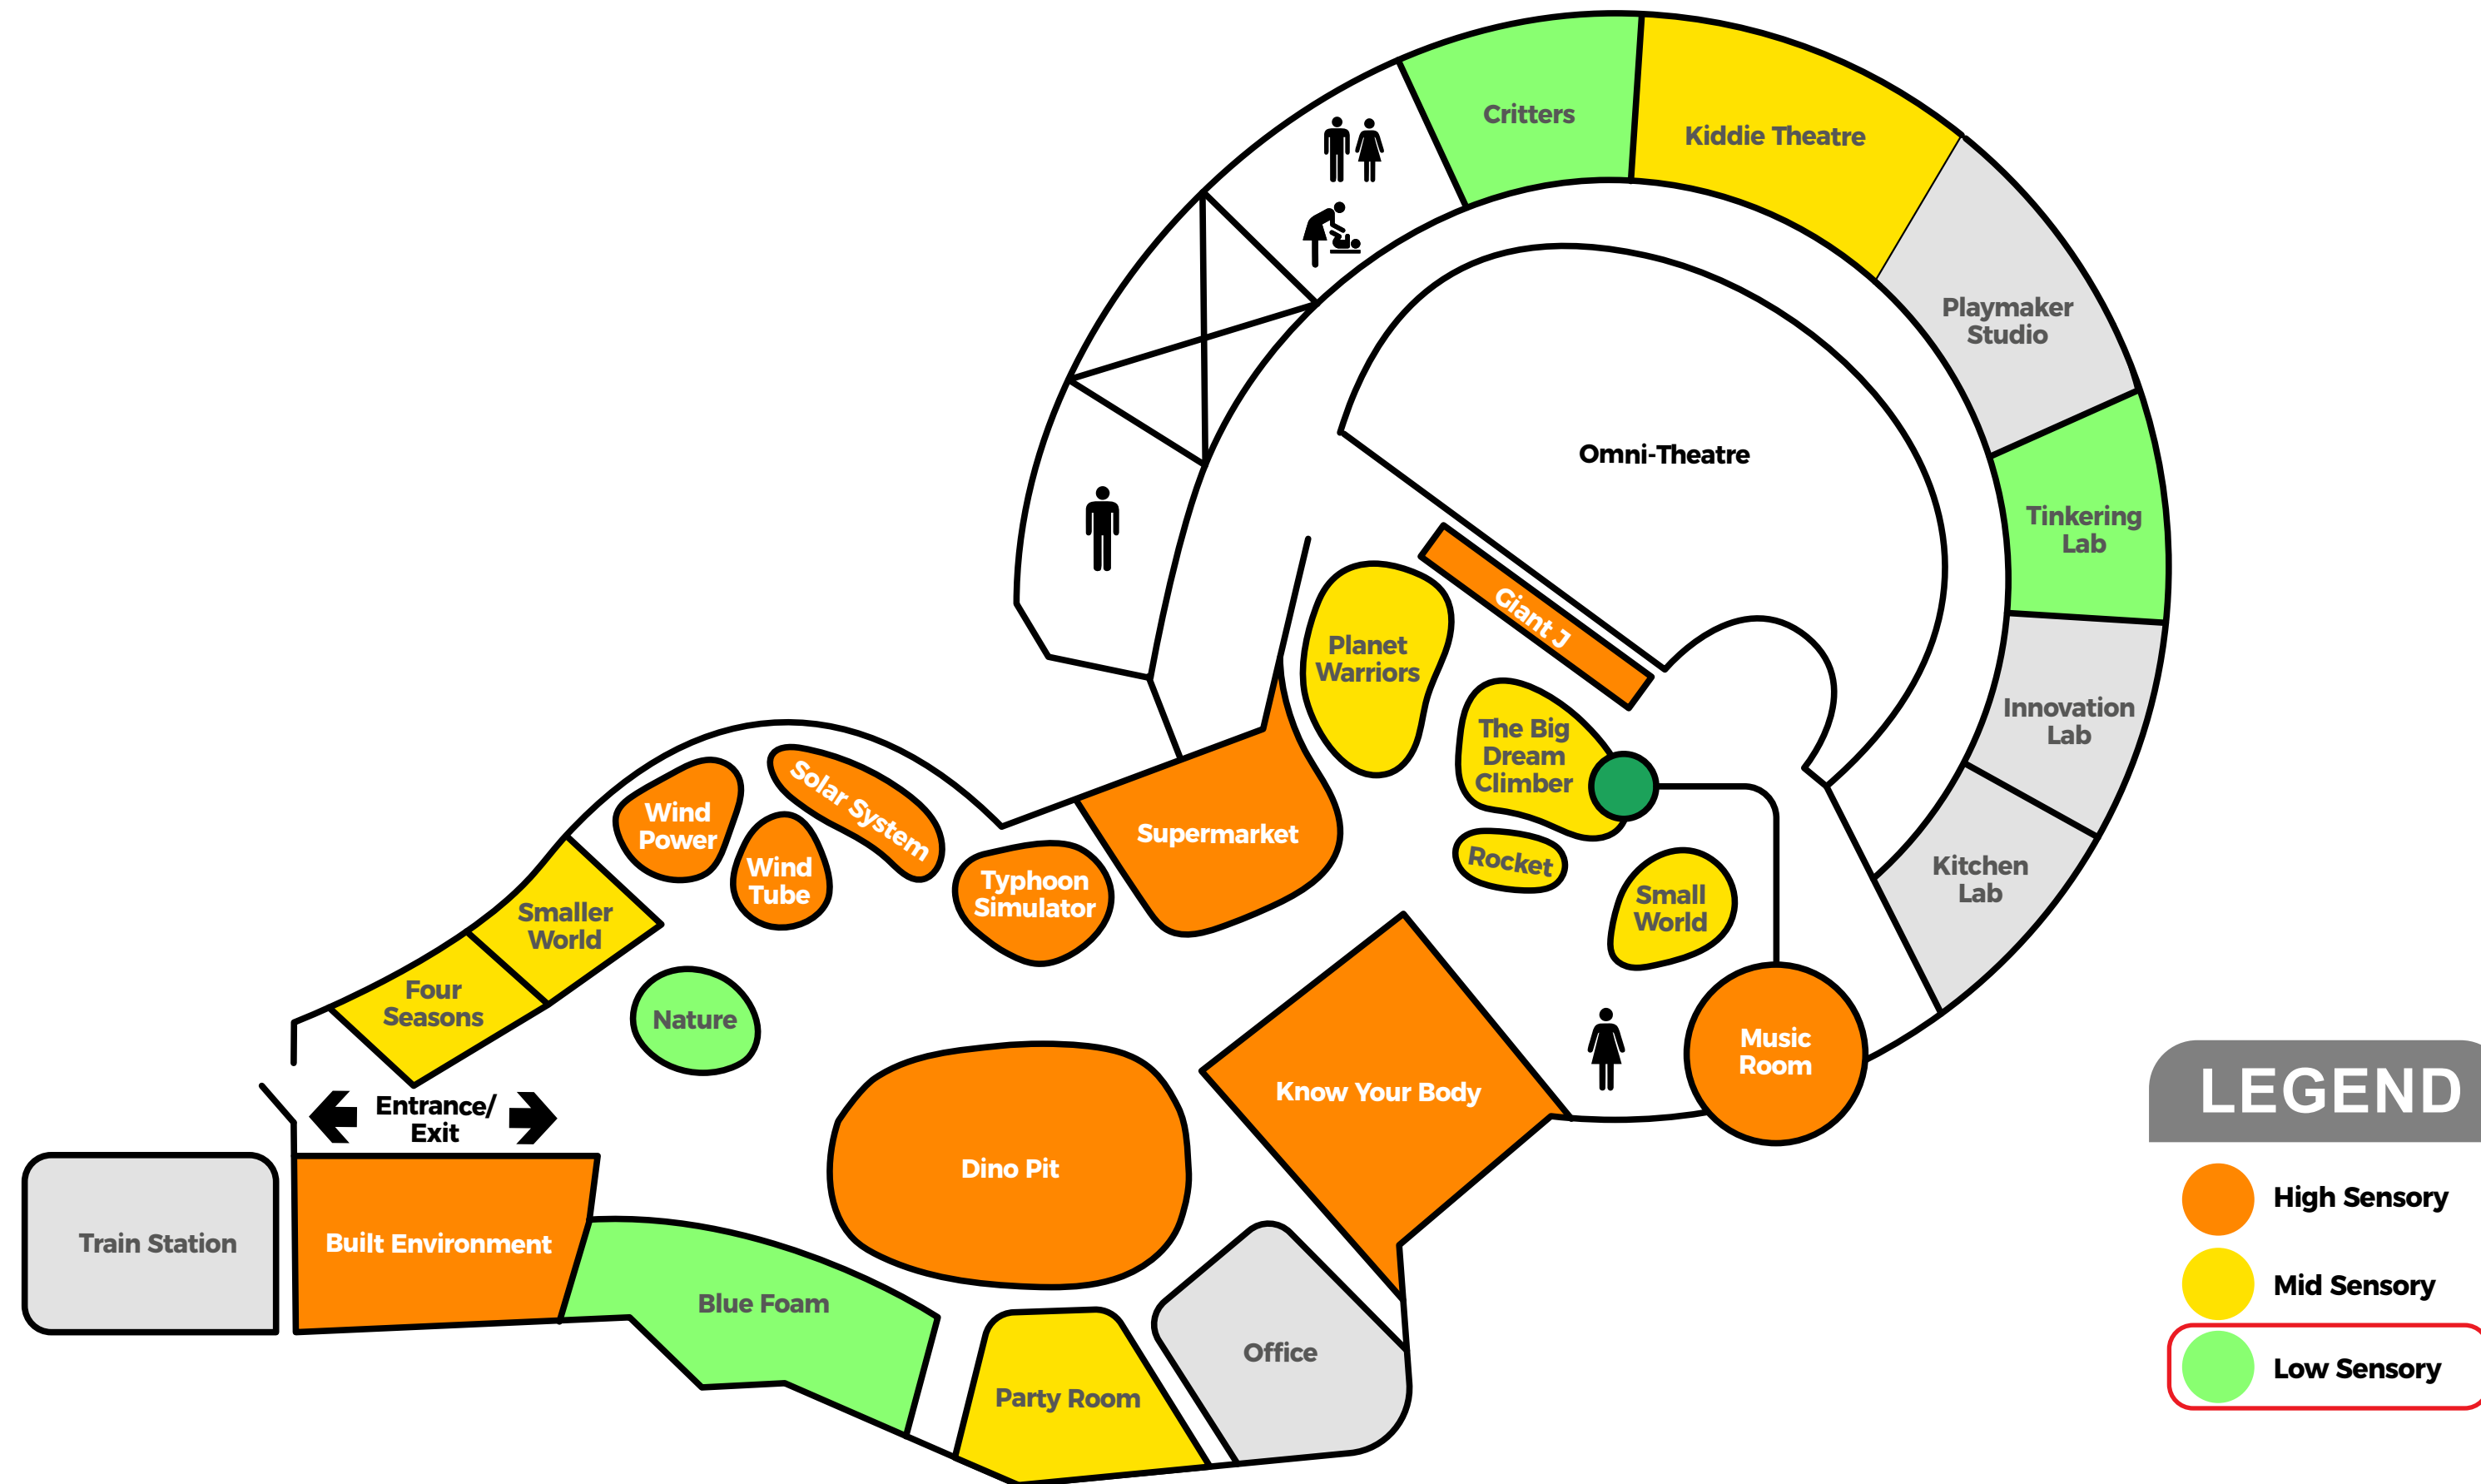 Critters
Kiddie Theatre
Playmaker
Studio
Omni-Theatre
Tinkering
Lab
Giant J
Planet
Warriors
Innovation
Lab
The Big
Dream
Climber
Solar System
Wind
Power
Supermarket
Rocket
Kitchen
Lab
Wind
Tube
Typhoon
Simulator
Small
World
Smaller
World
Four
Seasons
Nature
Music
Room
Know Your Body
LEGEND
Entrance/
Exit
Dino Pit
High Sensory
Train Station
Built Environment
Mid Sensory
Blue Foam
Office
Low Sensory
Party Room